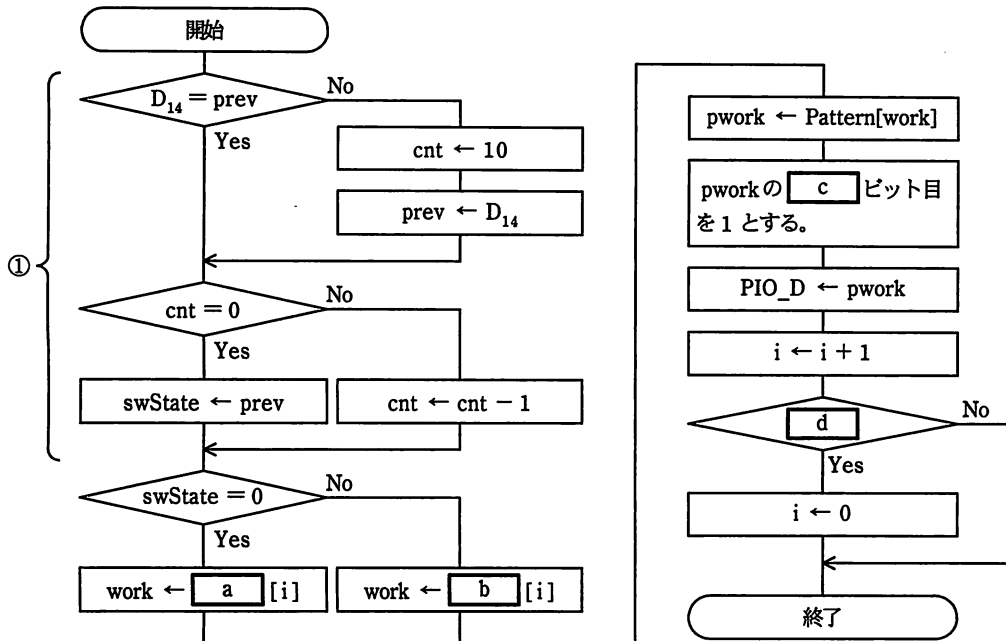 開始
①
D₁₄ = prev
No
Yes
cnt ← 10
prev ← D₁₄
cnt = 0
No
Yes
swState ← prev
cnt ← cnt − 1
swState = 0
No
Yes
work ← a [i]
work ← b [i]
pwork ← Pattern[work]
pworkの c ビット目
を1とする。
PIO_D ← pwork
i ← i + 1
d
No
Yes
i ← 0
終了